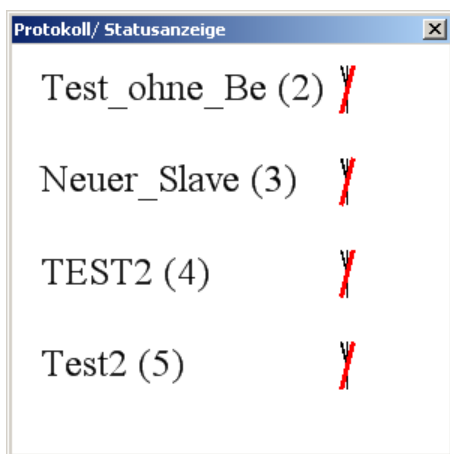 Protokoll/ Statusanzeige
Test_ohne_Be (2)
Neuer_Slave (3)
TEST2 (4)
Test2 (5)